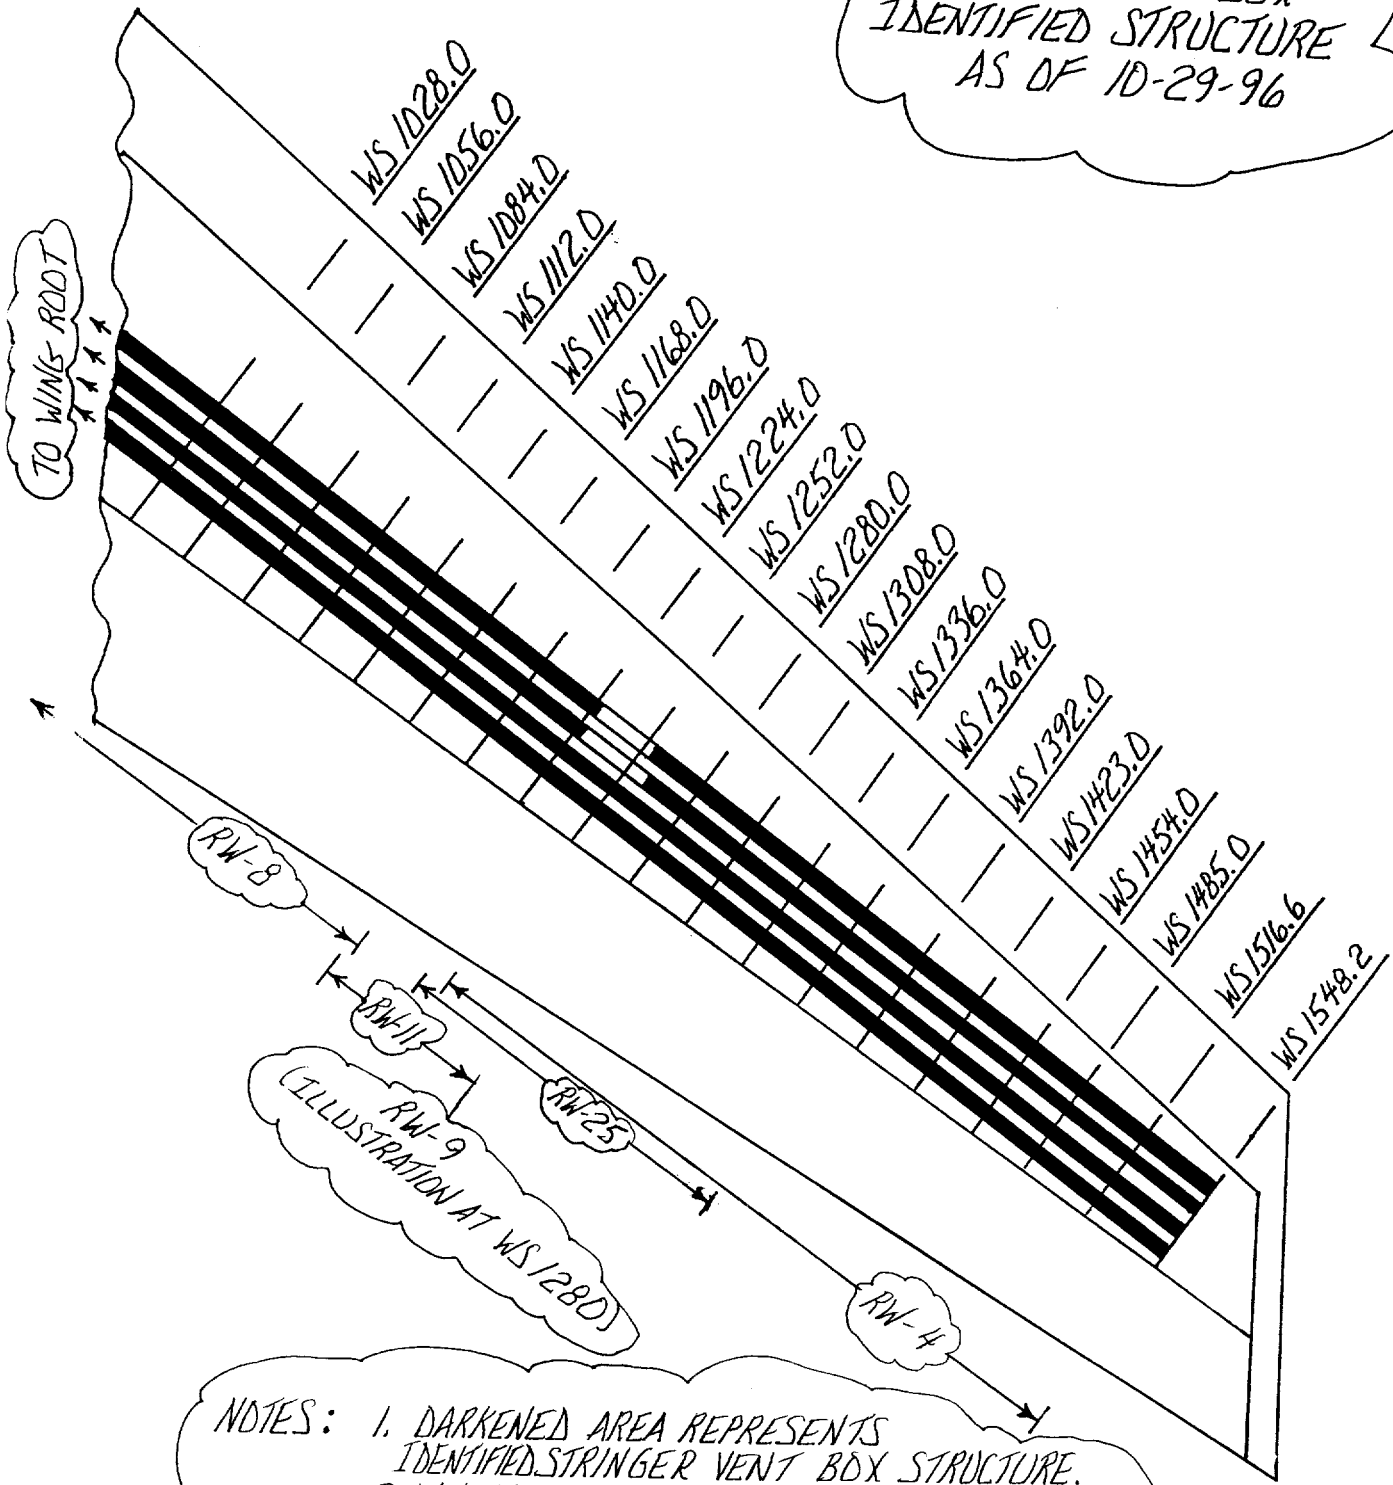 IDENTIFIED STRUCTURE
AS OF 10-29-96
WS 1028.0
WS 1056.0
WS 1084.0
WS 1112.0
WS 1140.0
WS 1168.0
WS 1196.0
WS 1224.0
WS 1252.0
WS 1280.0
WS 1308.0
WS 1336.0
WS 1364.0
WS 1392.0
WS 1423.0
WS 1454.0
WS 1485.0
WS 1516.6
WS 1548.2
TO WING ROOT
RW-8
RW-11
RW-9
(ILLUSTRATION AT WS 1280)
RW-25
RW-4
NOTES: 1. DARKENED AREA REPRESENTS
IDENTIFIED STRINGER VENT BOX STRUCTURE.